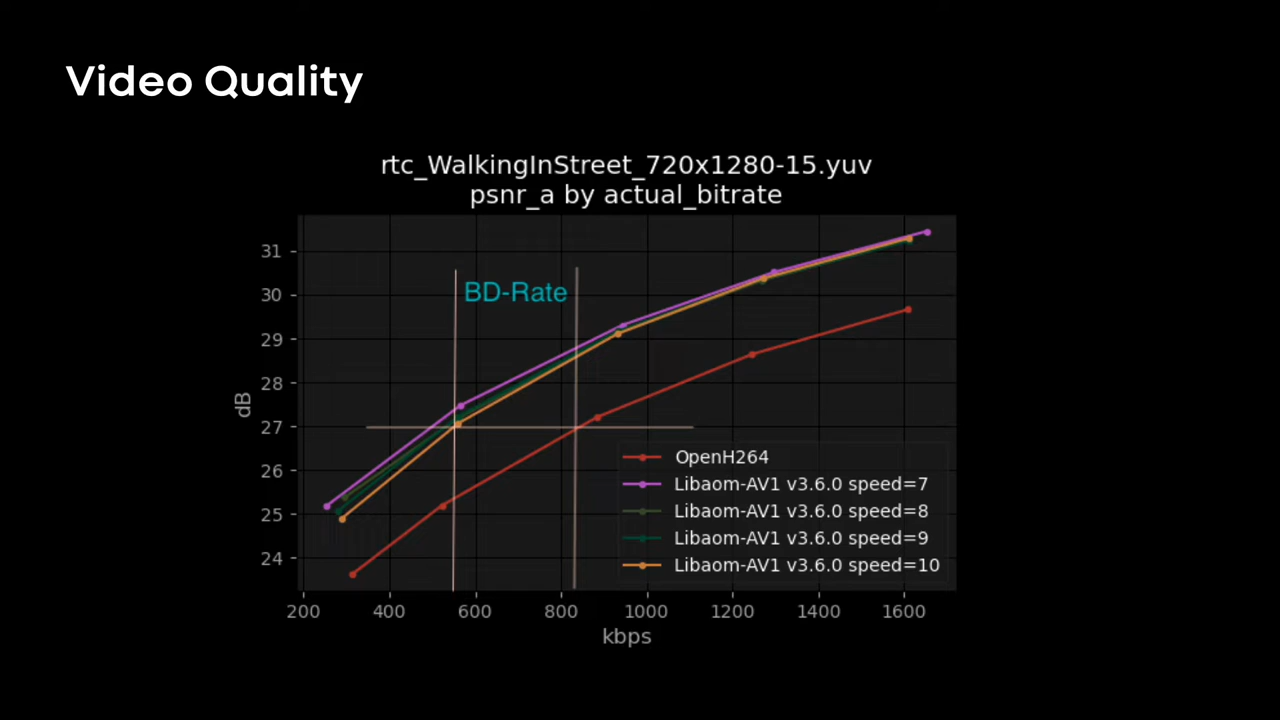 Video Quality
rtc_WalkingInStreet_720x1280-15.yuv
psnr_a by actual_bitrate
31
30
29
28
27
26
25
24
dB
BD-Rate
OpenH264
Libaom-AV1 v3.6.0 speed=7
Libaom-AV1 v3.6.0 speed=8
Libaom-AV1 v3.6.0 speed=9
Libaom-AV1 v3.6.0 speed=10
200 400 600 800 1000 1200 1400 1600
kbps